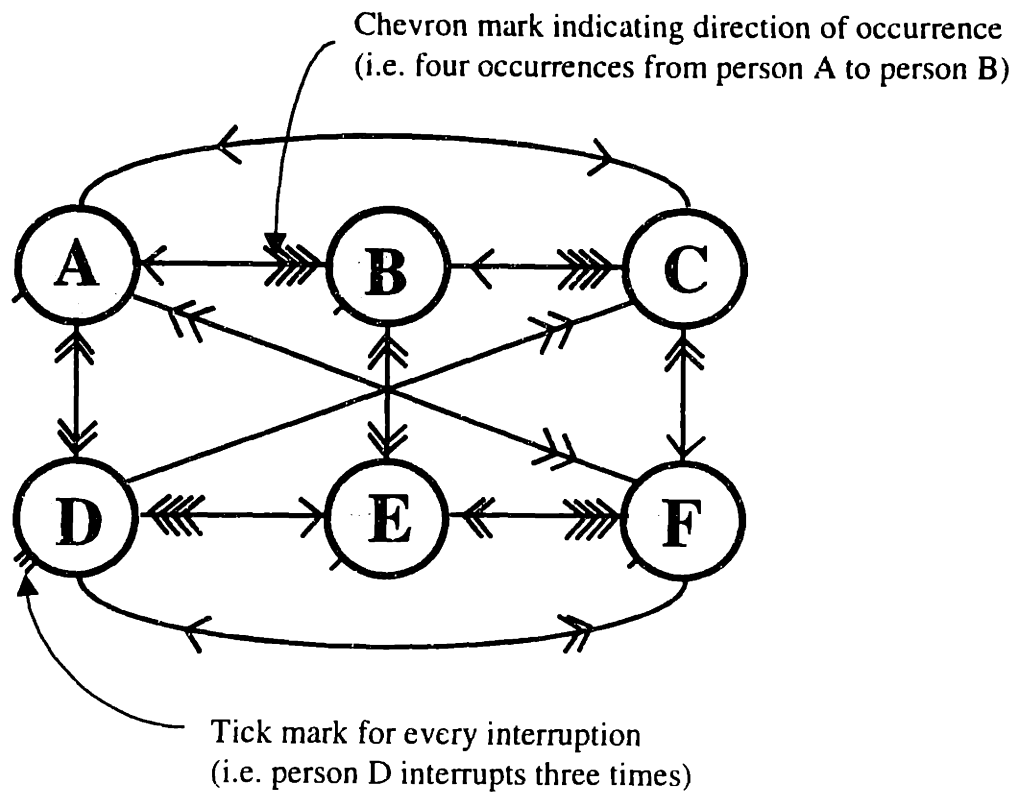 Chevron mark indicating direction of occurrence
(i.e. four occurrences from person A to person B)
A
B
C
D
E
F
Tick mark for every interruption
(i.e. person D interrupts three times)